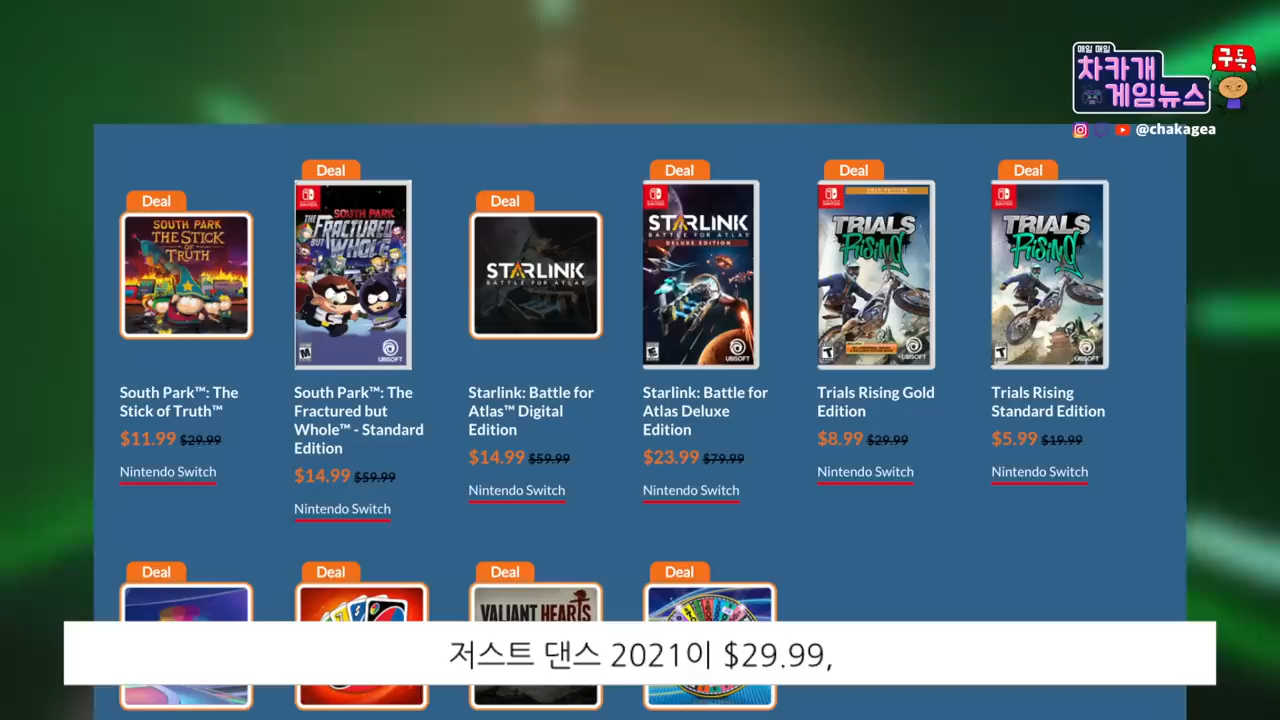 매일 매일
차카개
게임뉴스
구독
@chakagea
Deal
Deal
Deal
Deal
Deal
Deal
SOUTH PARK
THE STICK
OF
TRUTH
SOUTH PARK
THE
FRACTURED
BUT
WHOLE
UBISOFT
STARLINK
BATTLE FOR ATLAS
STARLINK
BATTLE FOR ATLAS
DELUXE EDITION
UBISOFT
GOLD EDITION
TRIALS
Rising
UBISOFT
TRIALS
Rising
UBISOFT
South Park™: The
Stick of Truth™
$11.99 $29.99
Nintendo Switch
South Park™: The
Fractured but
Whole™ - Standard
Edition
$14.99 $59.99
Nintendo Switch
Starlink: Battle for
Atlas™ Digital
Edition
$14.99 $59.99
Nintendo Switch
Starlink: Battle for
Atlas Deluxe
Edition
$23.99 $79.99
Nintendo Switch
Trials Rising Gold
Edition
$8.99 $29.99
Nintendo Switch
Trials Rising
Standard Edition
$5.99 $19.99
Nintendo Switch
Deal
Deal
Deal
Deal
VALIANT HEARTS
저스트 댄스 2021이 $29.99,